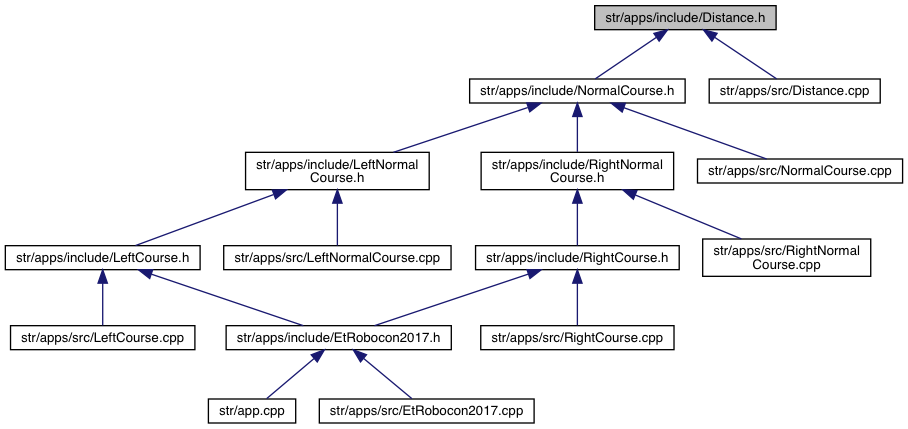 str/apps/include/Distance.h
str/apps/include/NormalCourse.h
str/apps/src/Distance.cpp
str/apps/include/LeftNormal
Course.h
str/apps/include/RightNormal
Course.h
str/apps/src/NormalCourse.cpp
str/apps/include/LeftCourse.h
str/apps/src/LeftNormalCourse.cpp
str/apps/include/RightCourse.h
str/apps/src/RightNormal
Course.cpp
str/apps/src/LeftCourse.cpp
str/apps/include/EtRobocon2017.h
str/apps/src/RightCourse.cpp
str/app.cpp
str/apps/src/EtRobocon2017.cpp